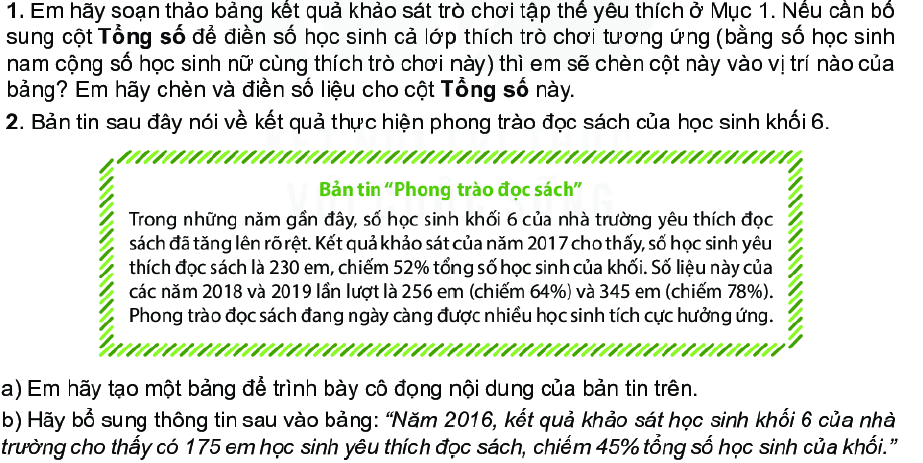 1. Em hãy soạn thảo bảng kết quả khảo sát trò chơi tập thể yêu thích ở Mục 1. Nếu cần bổ
sung cột Tổng số để điền số học sinh cả lớp thích trò chơi tương ứng (bằng số học sinh
nam cộng số học sinh nữ cùng thích trò chơi này) thì em sẽ chèn cột này vào vị trí nào của
bảng? Em hãy chèn và điền số liệu cho cột Tổng số này.
2. Bản tin sau đây nói về kết quả thực hiện phong trào đọc sách của học sinh khối 6.
Bản tin “Phong trào đọc sách”
Trong những năm gần đây, số học sinh khối 6 của nhà trường yêu thích đọc
sách đã tăng lên rõ rệt. Kết quả khảo sát của năm 2017 cho thấy, số học sinh yêu
thích đọc sách là 230 em, chiếm 52% tổng số học sinh của khối. Số liệu này của
các năm 2018 và 2019 lần lượt là 256 em (chiếm 64%) và 345 em (chiếm 78%).
Phong trào đọc sách đang ngày càng được nhiều học sinh tích cực hưởng ứng.
a) Em hãy tạo một bảng để trình bày cô đọng nội dung của bản tin trên.
b) Hãy bổ sung thông tin sau vào bảng: “Năm 2016, kết quả khảo sát học sinh khối 6 của nhà
trường cho thấy có 175 em học sinh yêu thích đọc sách, chiếm 45% tổng số học sinh của khối.”